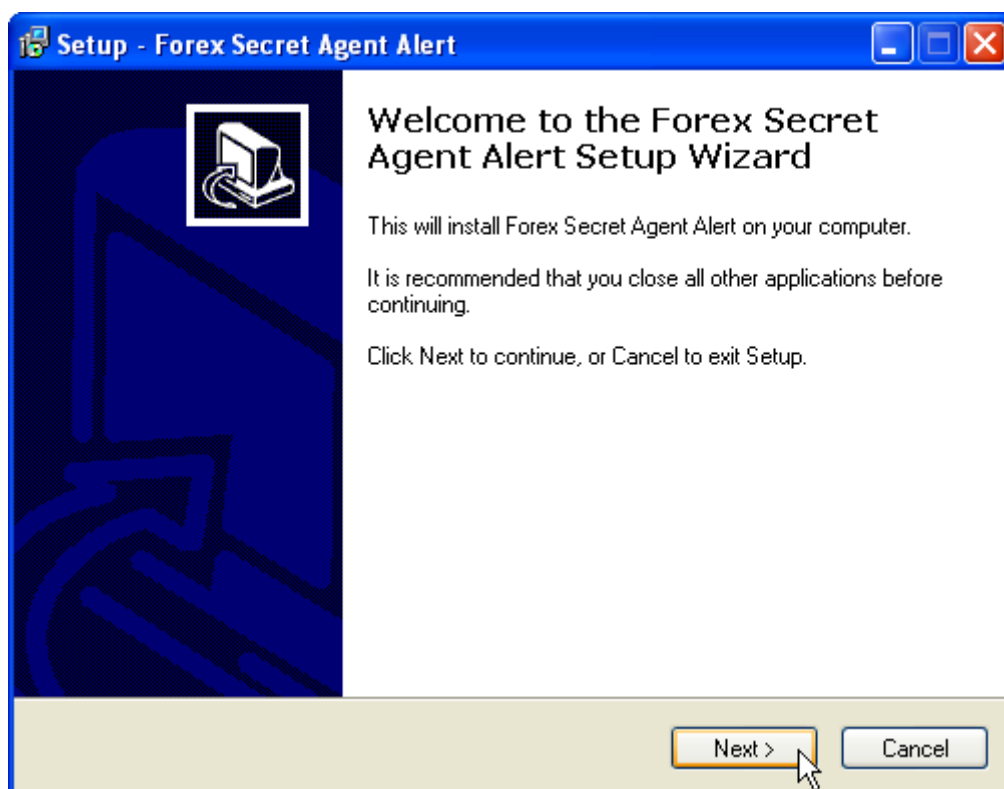 Setup - Forex Secret Agent Alert
Welcome to the Forex Secret
Agent Alert Setup Wizard
This will install Forex Secret Agent Alert on your computer.
It is recommended that you close all other applications before
continuing.
Click Next to continue, or Cancel to exit Setup.
Next >
Cancel